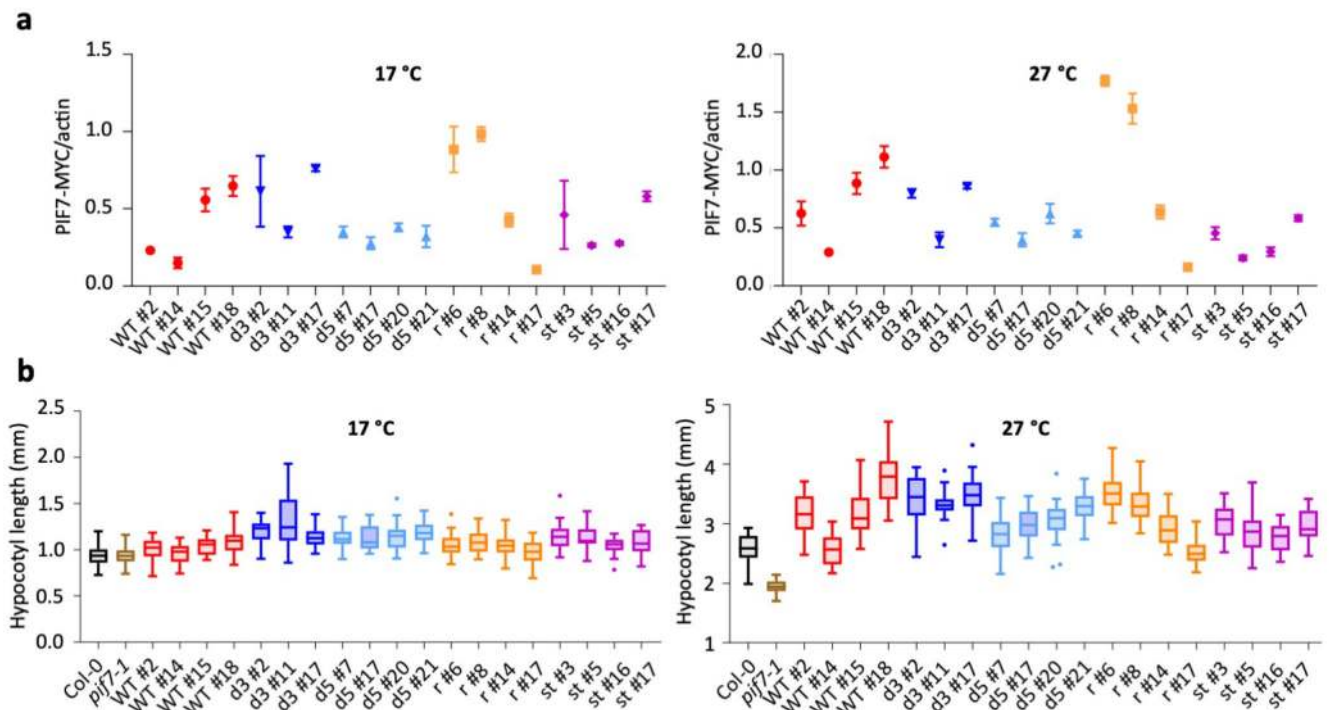 a
17 °C
PIF7-MYC/actin
1.5
1.0
0.5
0.0
WT #2
WT #14
WT #15
WT #18
d3 #2
d3 #11
d3 #17
d5 #7
d5 #17
d5 #20
d5 #21
r #6
r #8
r #14
r #17
st #3
st #5
st #16
st #17
27 °C
PIF7-MYC/actin
2.0
1.5
1.0
0.5
0.0
WT #2
WT #14
WT #15
WT #18
d3 #2
d3 #11
d3 #17
d5 #7
d5 #17
d5 #20
d5 #21
r #6
r #8
r #14
r #17
st #3
st #5
st #16
st #17
b
17 °C
Hypocotyl length (mm)
2.5
2.0
1.5
1.0
0.5
0.0
Col-0
pif7-1
WT #2
WT #14
WT #15
WT #18
d3 #2
d3 #11
d3 #17
d5 #7
d5 #17
d5 #20
d5 #21
r #6
r #8
r #14
r #17
st #3
st #5
st #16
st #17
27 °C
Hypocotyl length (mm)
5
4
3
2
1
Col-0
pif7-1
WT #2
WT #14
WT #15
WT #18
d3 #2
d3 #11
d3 #17
d5 #7
d5 #17
d5 #20
d5 #21
r #6
r #8
r #14
r #17
st #3
st #5
st #16
st #17